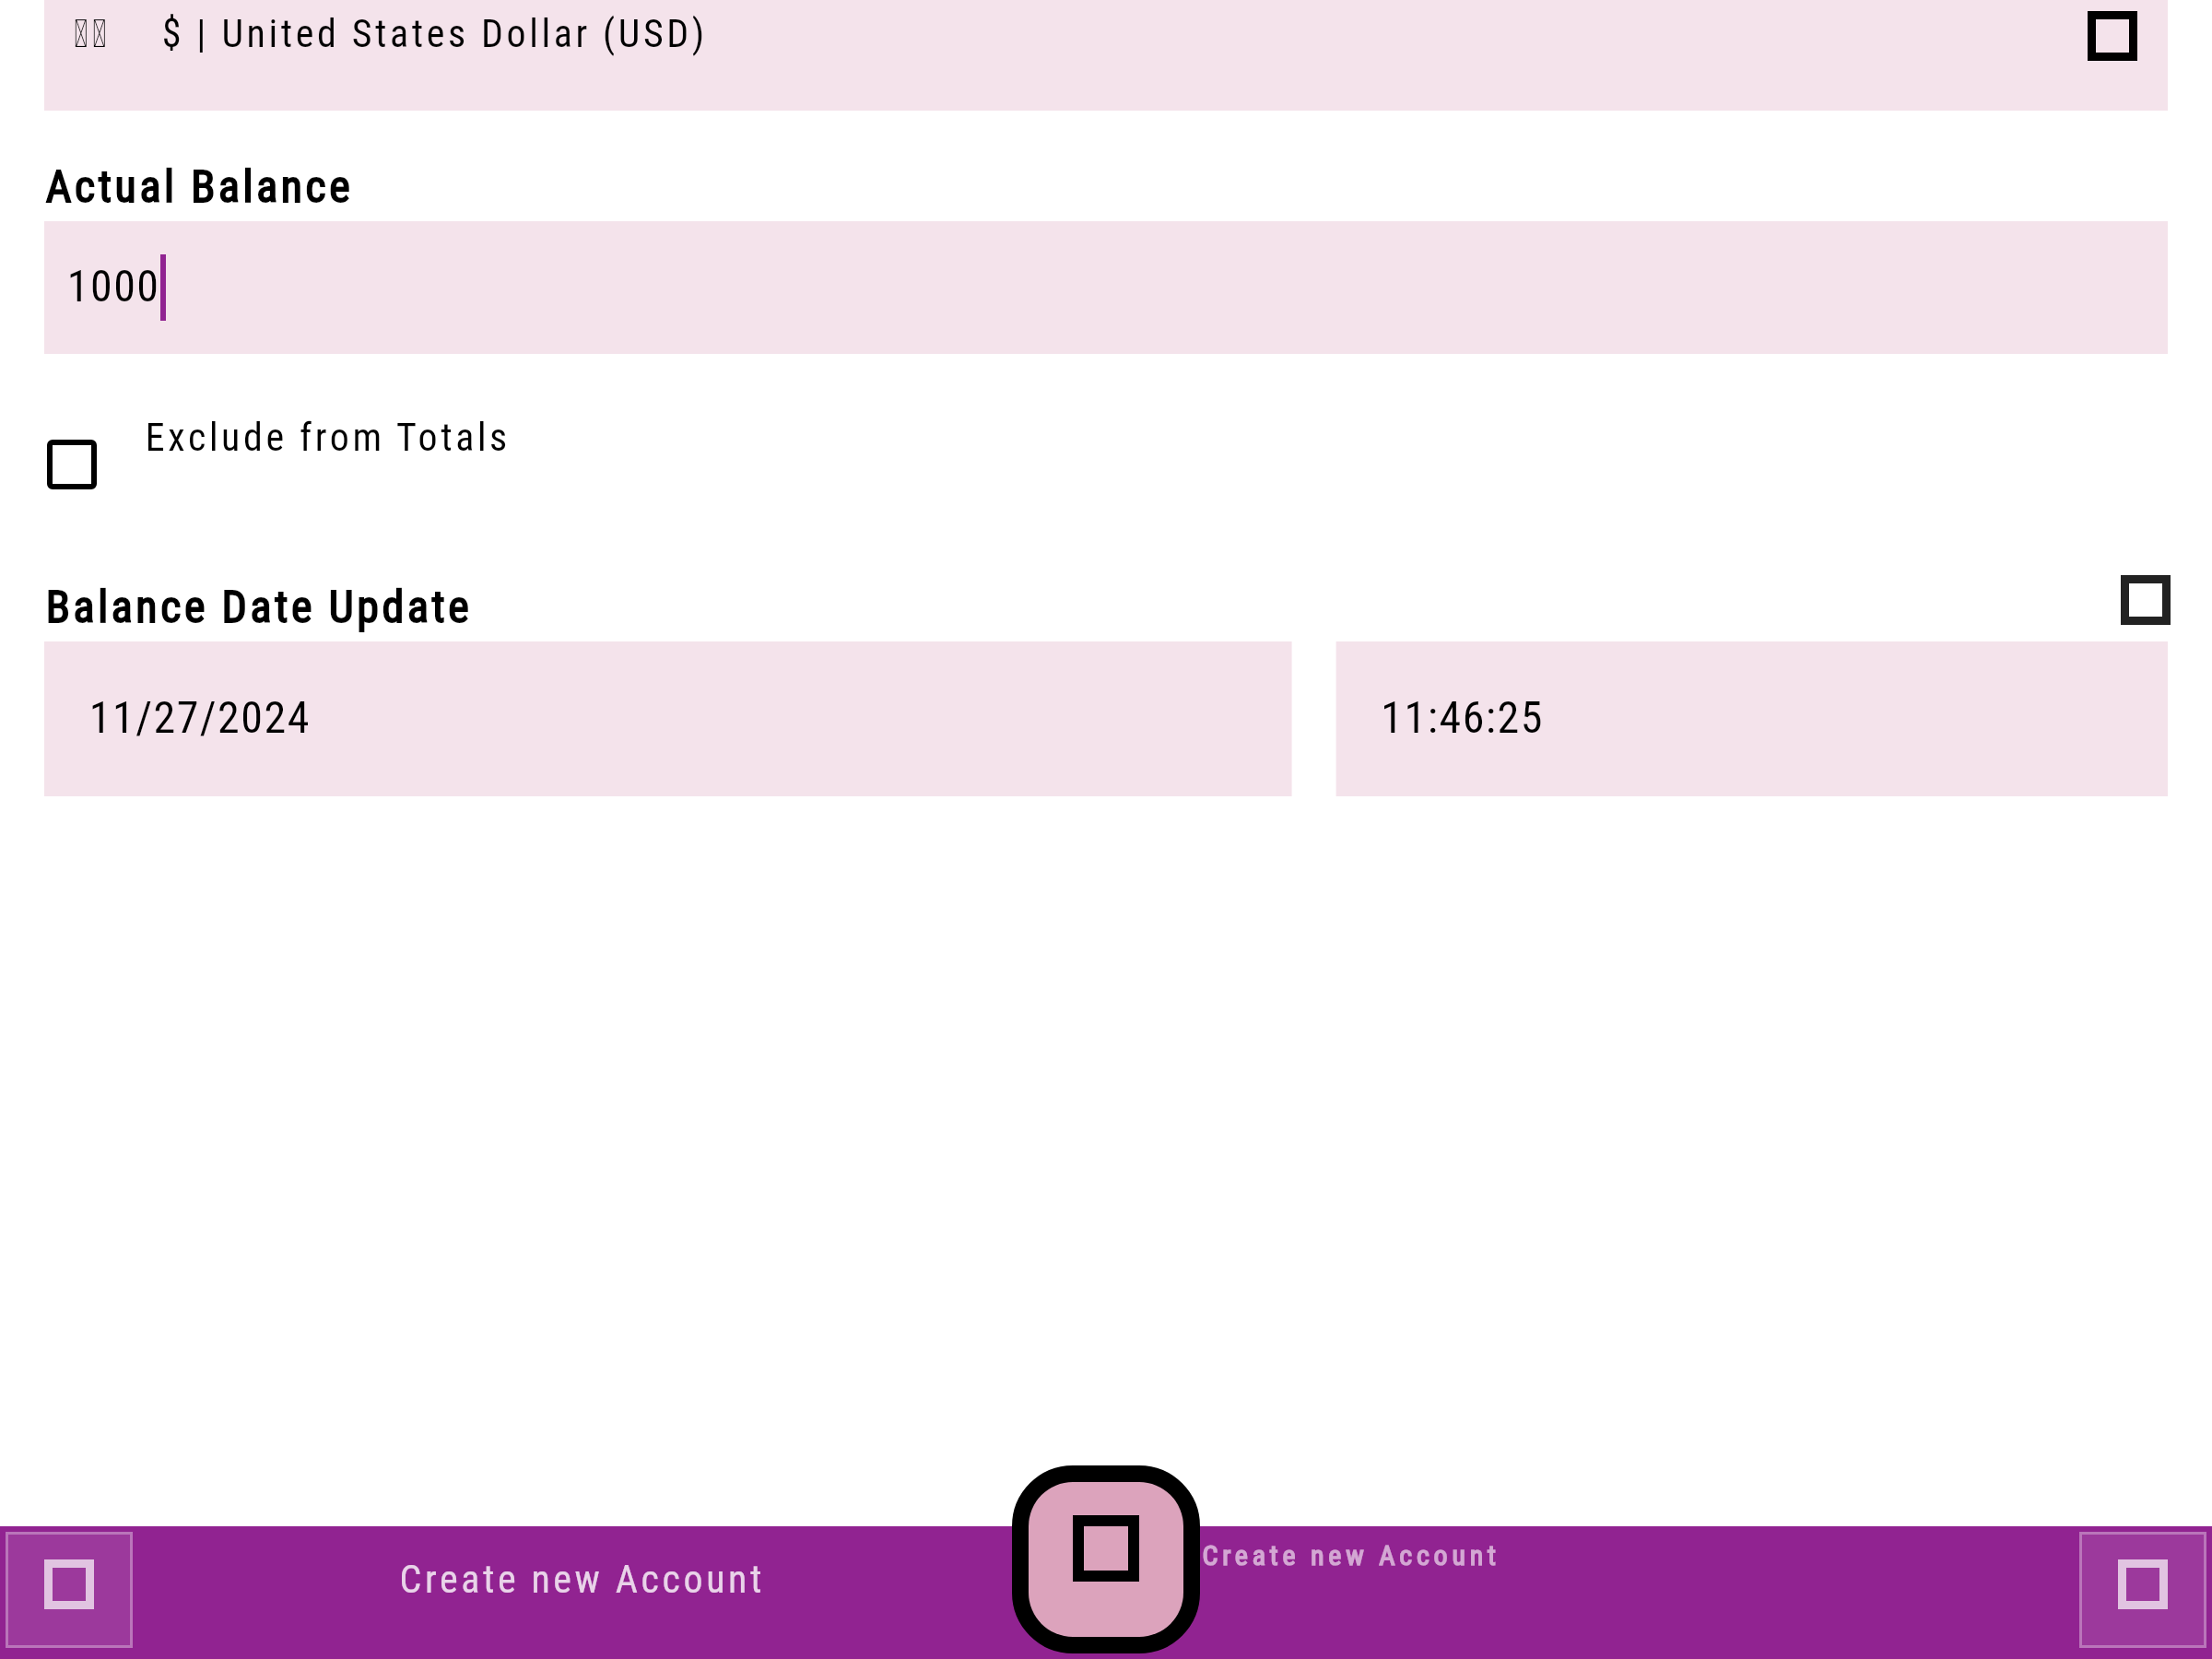 $ | United States Dollar (USD)
Actual Balance
1000
Exclude from Totals
Balance Date Update
11/27/2024 11:46:25
Create new Account
Create new Account